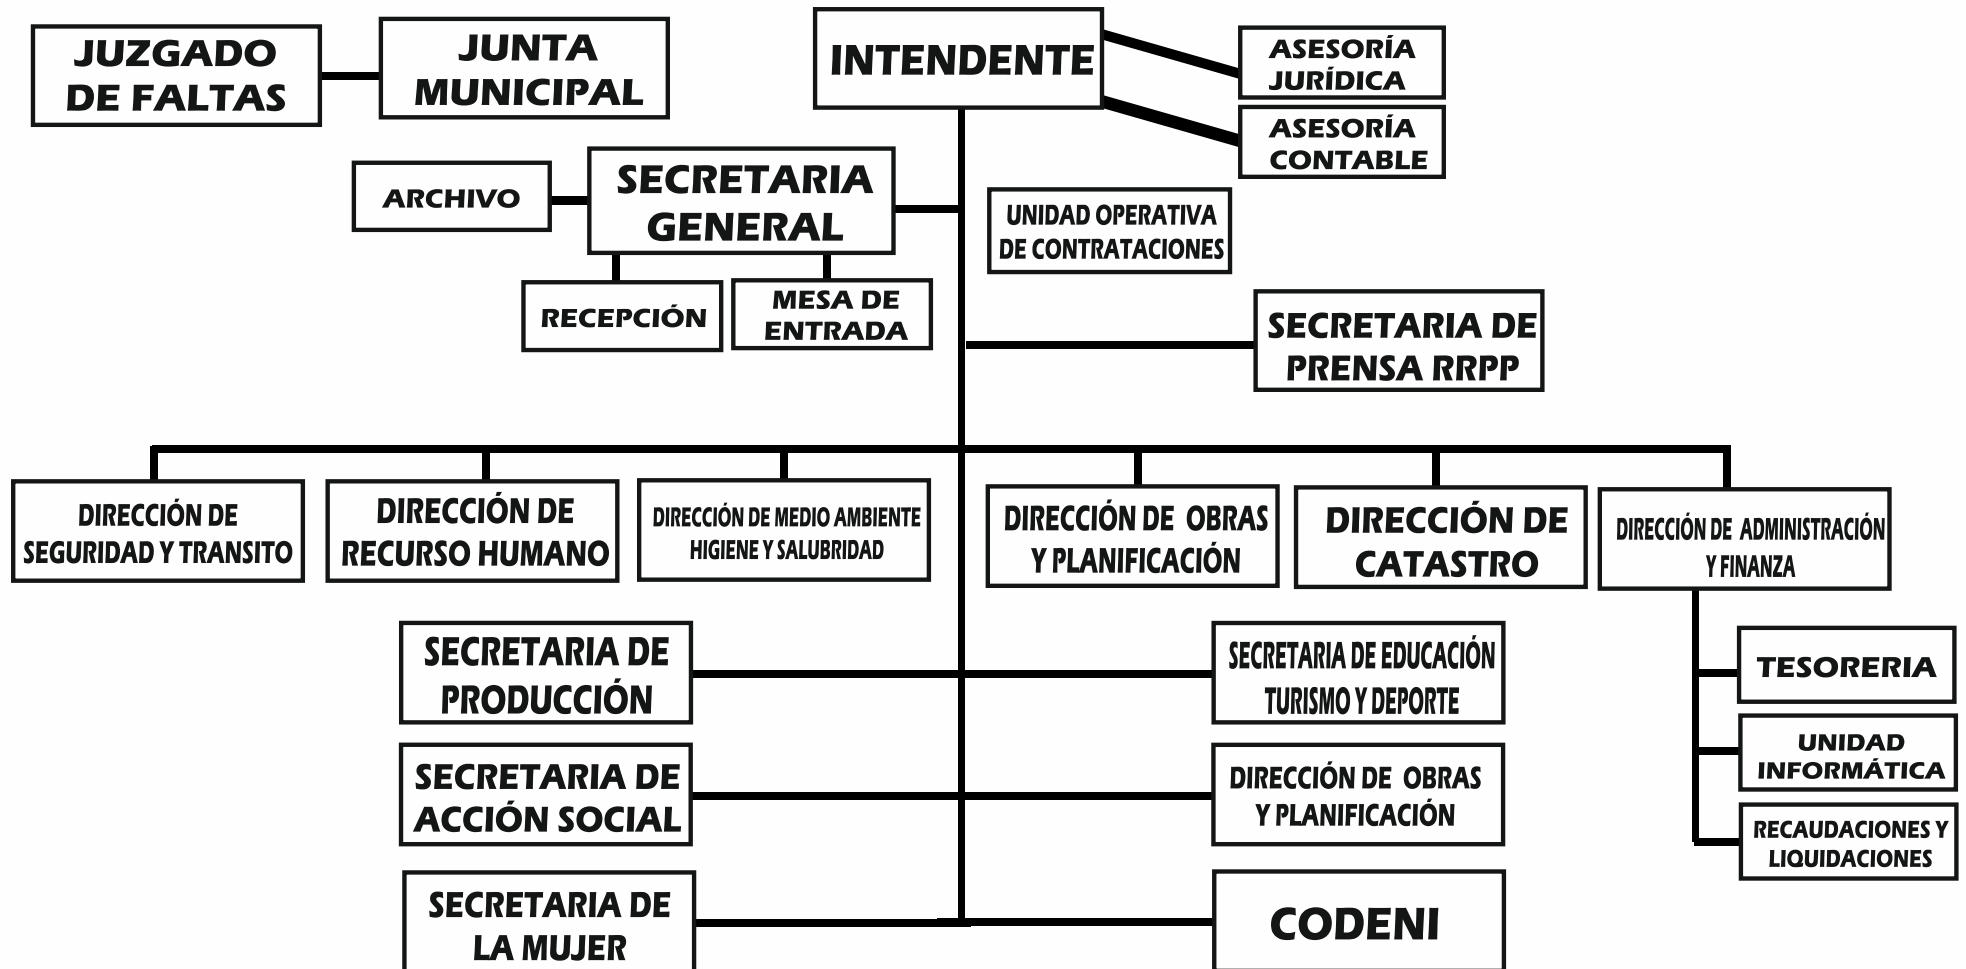 JUZGADO
DE FALTAS
JUNTA
MUNICIPAL
INTENDENTE
ASESORÍA
JURÍDICA
ASESORÍA
CONTABLE
ARCHIVO
SECRETARIA
GENERAL
UNIDAD OPERATIVA
DE CONTRATACIONES
RECEPCIÓN
MESA DE
ENTRADA
SECRETARIA DE
PRENSA RRPP
DIRECCIÓN DE
SEGURIDAD Y TRANSITO
DIRECCIÓN DE
RECURSO HUMANO
DIRECCIÓN DE MEDIO AMBIENTE
HIGIENE Y SALUBRIDAD
DIRECCIÓN DE OBRAS
Y PLANIFICACIÓN
DIRECCIÓN DE
CATASTRO
DIRECCIÓN DE ADMINISTRACIÓN
Y FINANZA
SECRETARIA DE
PRODUCCIÓN
SECRETARIA DE EDUCACIÓN
TURISMO Y DEPORTE
TESORERIA
UNIDAD
INFORMÁTICA
SECRETARIA DE
ACCIÓN SOCIAL
DIRECCIÓN DE OBRAS
Y PLANIFICACIÓN
RECAUDACIONES Y
LIQUIDACIONES
SECRETARIA DE
LA MUJER
CODENI